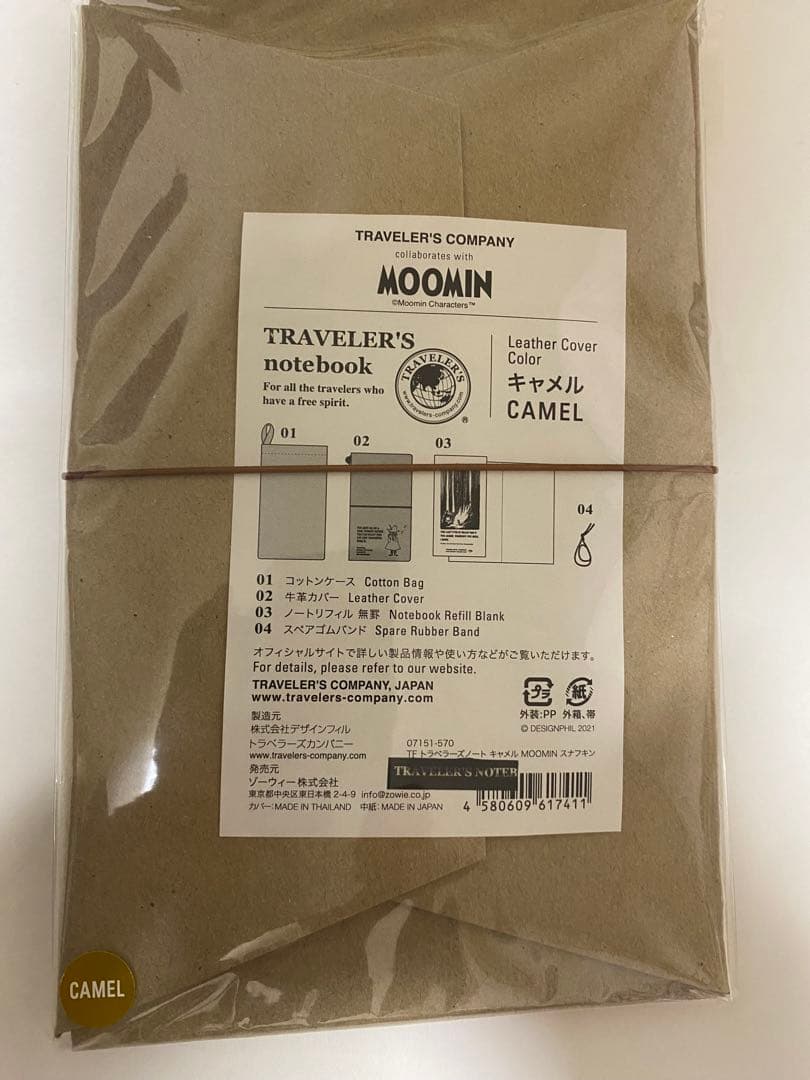 TRAVELER'S COMPANY
collaborates with
MOOMIN
©Moomin Characters™
TRAVELER'S
notebook
For all the travelers who
have a free spirit.
TRAVELER'S
www.travelers-company.com
®
Leather Cover
Color
キャメル
CAMEL
01
02
03
04
01 コットンケース Cotton Bag
02 牛革カバー Leather Cover
03 ノートリフィル 無罫 Notebook Refill Blank
04 スペアゴムバンド Spare Rubber Band
オフィシャルサイトで詳しい製品情報や使い方などがご覧いただけます。
For details, please refer to our website.
TRAVELER'S COMPANY, JAPAN
www.travelers-company.com
プラ
紙
外装:PP
外箱、帯
© DESIGNPHIL 2021
製造元
株式会社デザインフィル
トラベラーズカンパニー
www.travelers-company.com
発売元
ゾーウィー株式会社
東京都中央区東日本橋 2-4-9 info@zowie.co.jp
カバー:MADE IN THAILAND 中紙:MADE IN JAPAN
07151-570
TF トラベラーズノート キャメル MOOMIN スナフキン
TRAVELER'S NOTEB
4 580609 617411
CAMEL